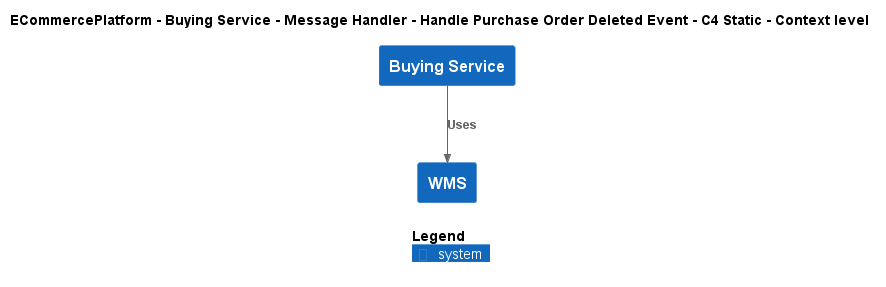 ECommercePlatform - Buying Service - Message Handler - Handle Purchase Order Deleted Event - C4 Static - Context level
Buying Service
Uses
WMS
Legend
system